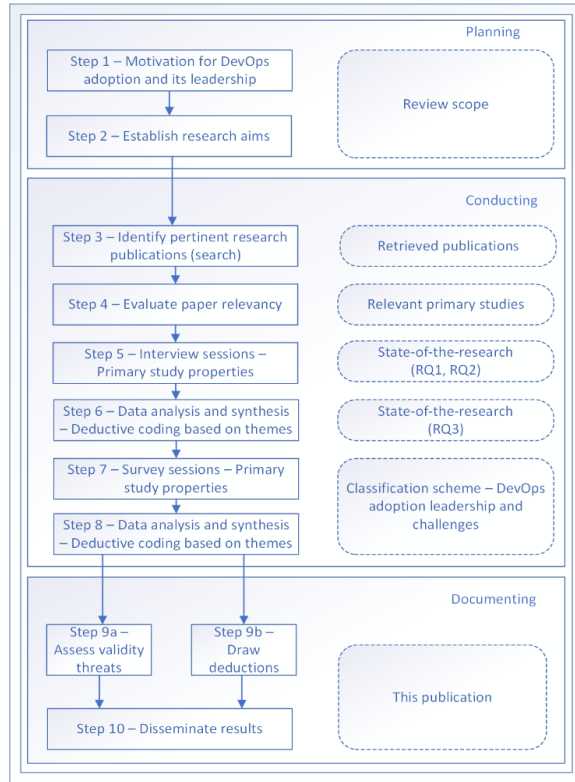 Planning
Step 1 – Motivation for DevOps
adoption and its leadership
Review scope
Step 2 – Establish research aims
Conducting
Step 3 – Identify pertinent research
publications (search)
Retrieved publications
Step 4 – Evaluate paper relevancy
Relevant primary studies
Step 5 – Interview sessions –
Primary study properties
State-of-the-research
(RQ1, RQ2)
Step 6 – Data analysis and synthesis
– Deductive coding based on themes
State-of-the-research
(RQ3)
Step 7 – Survey sessions – Primary
study properties
Classification scheme – DevOps
adoption leadership and
challenges
Step 8 – Data analysis and synthesis
– Deductive coding based on themes
Documenting
Step 9a –
Assess validity
threats
Step 9b –
Draw
deductions
This publication
Step 10 – Disseminate results